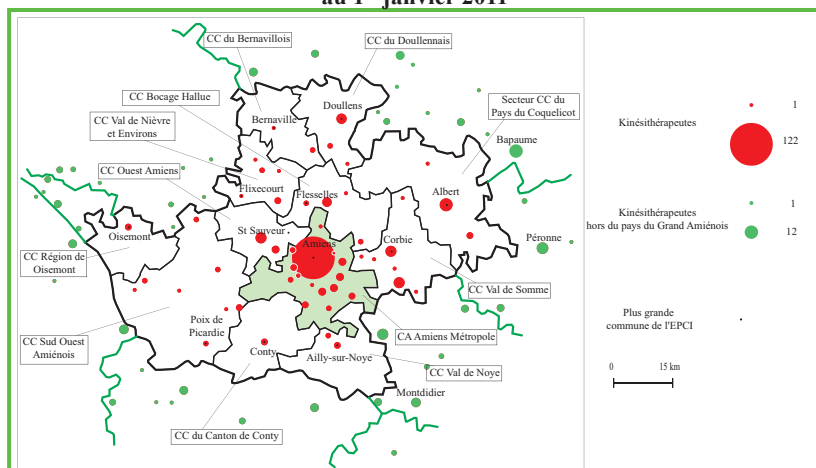 au 1er janvier 2011
CC du Bernavillois
CC du Doullennais
CC Bocage Hallue
CC Val de Nièvre
et Environs
CC Ouest Amiens
Secteur CC du
Pays du Coquelicot
Bernaville
Doullens
Bapaume
Flixecourt
Flesselles
Albert
St Sauveur
Amiens
Corbie
Péronne
Oisemont
CC Région de
Oisemont
CC Val de Somme
CC Sud Ouest
Amiénois
Poix de
Picardie
CA Amiens Métropole
Conty
Ailly-sur-Noye
CC Val de Noye
Montdidier
CC du Canton de Conty
Kinésithérapeutes
1
122
Kinésithérapeutes
hors du pays du Grand Amiénois
1
12
Plus grande
commune de l'EPCI
0 15 km